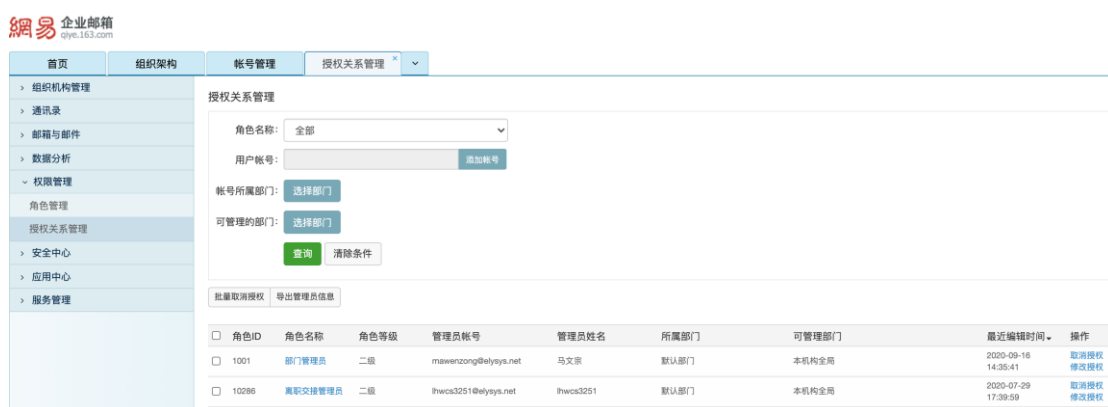 網易 企业邮箱
qiye.163.com
首页 组织架构 帐号管理 授权关系管理 ×
组织机构管理
通讯录
邮箱与邮件
数据分析
权限管理
角色管理
授权关系管理
安全中心
应用中心
服务管理
授权关系管理
角色名称: 全部
用户帐号: 添加帐号
帐号所属部门: 选择部门
可管理的部门: 选择部门
查询 清除条件
批量取消授权 导出管理员信息
角色ID 角色名称 角色等级 管理员帐号 管理员姓名 所属部门 可管理部门 最近编辑时间 操作
1001 部门管理员 二级 mawenzong@elysys.net 马文宗 默认部门 本机构全局 2020-09-16 取消授权
14:35:41 修改授权
10286 离职交接管理员 二级 lhwcs3251@elysys.net lhwcs3251 默认部门 本机构全局 2020-07-29 取消授权
17:39:59 修改授权